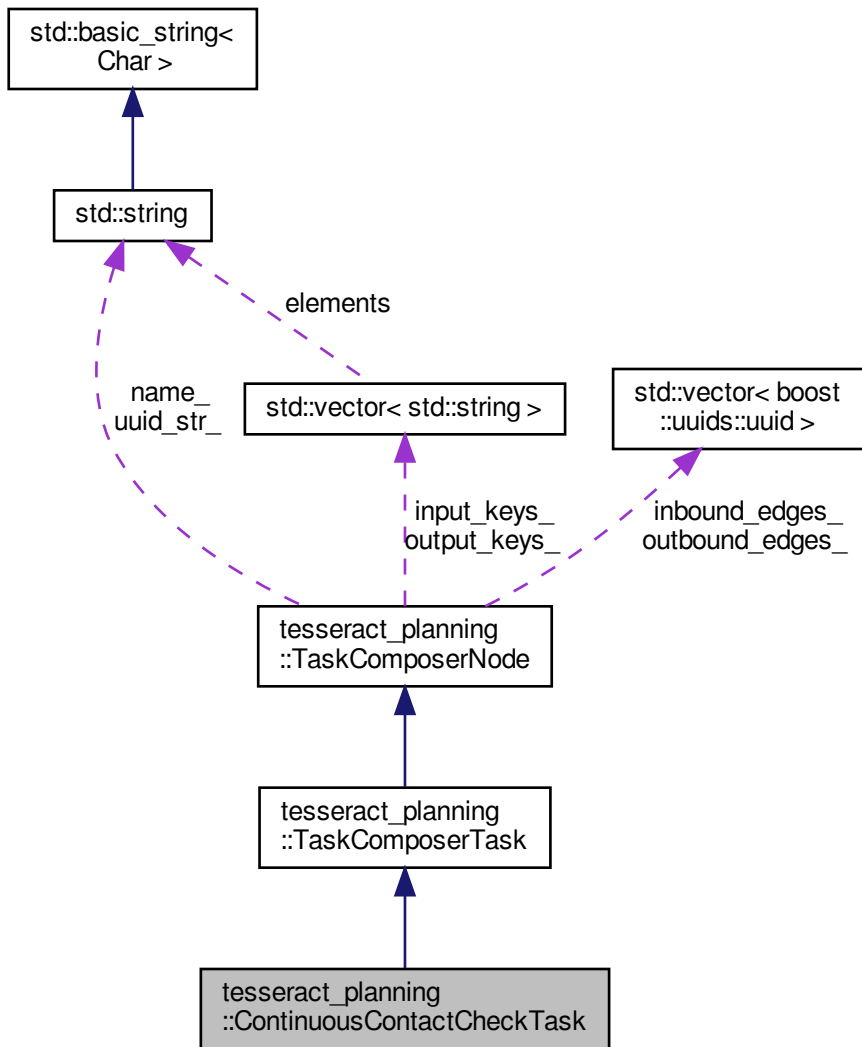 std::basic_string<
Char >
std::string
elements
name_
uuid_str_
std::vector< std::string >
std::vector< boost
::uuids::uuid >
input_keys_
output_keys_
inbound_edges_
outbound_edges_
tesseract_planning
::TaskComposerNode
tesseract_planning
::TaskComposerTask
tesseract_planning
::ContinuousContactCheckTask